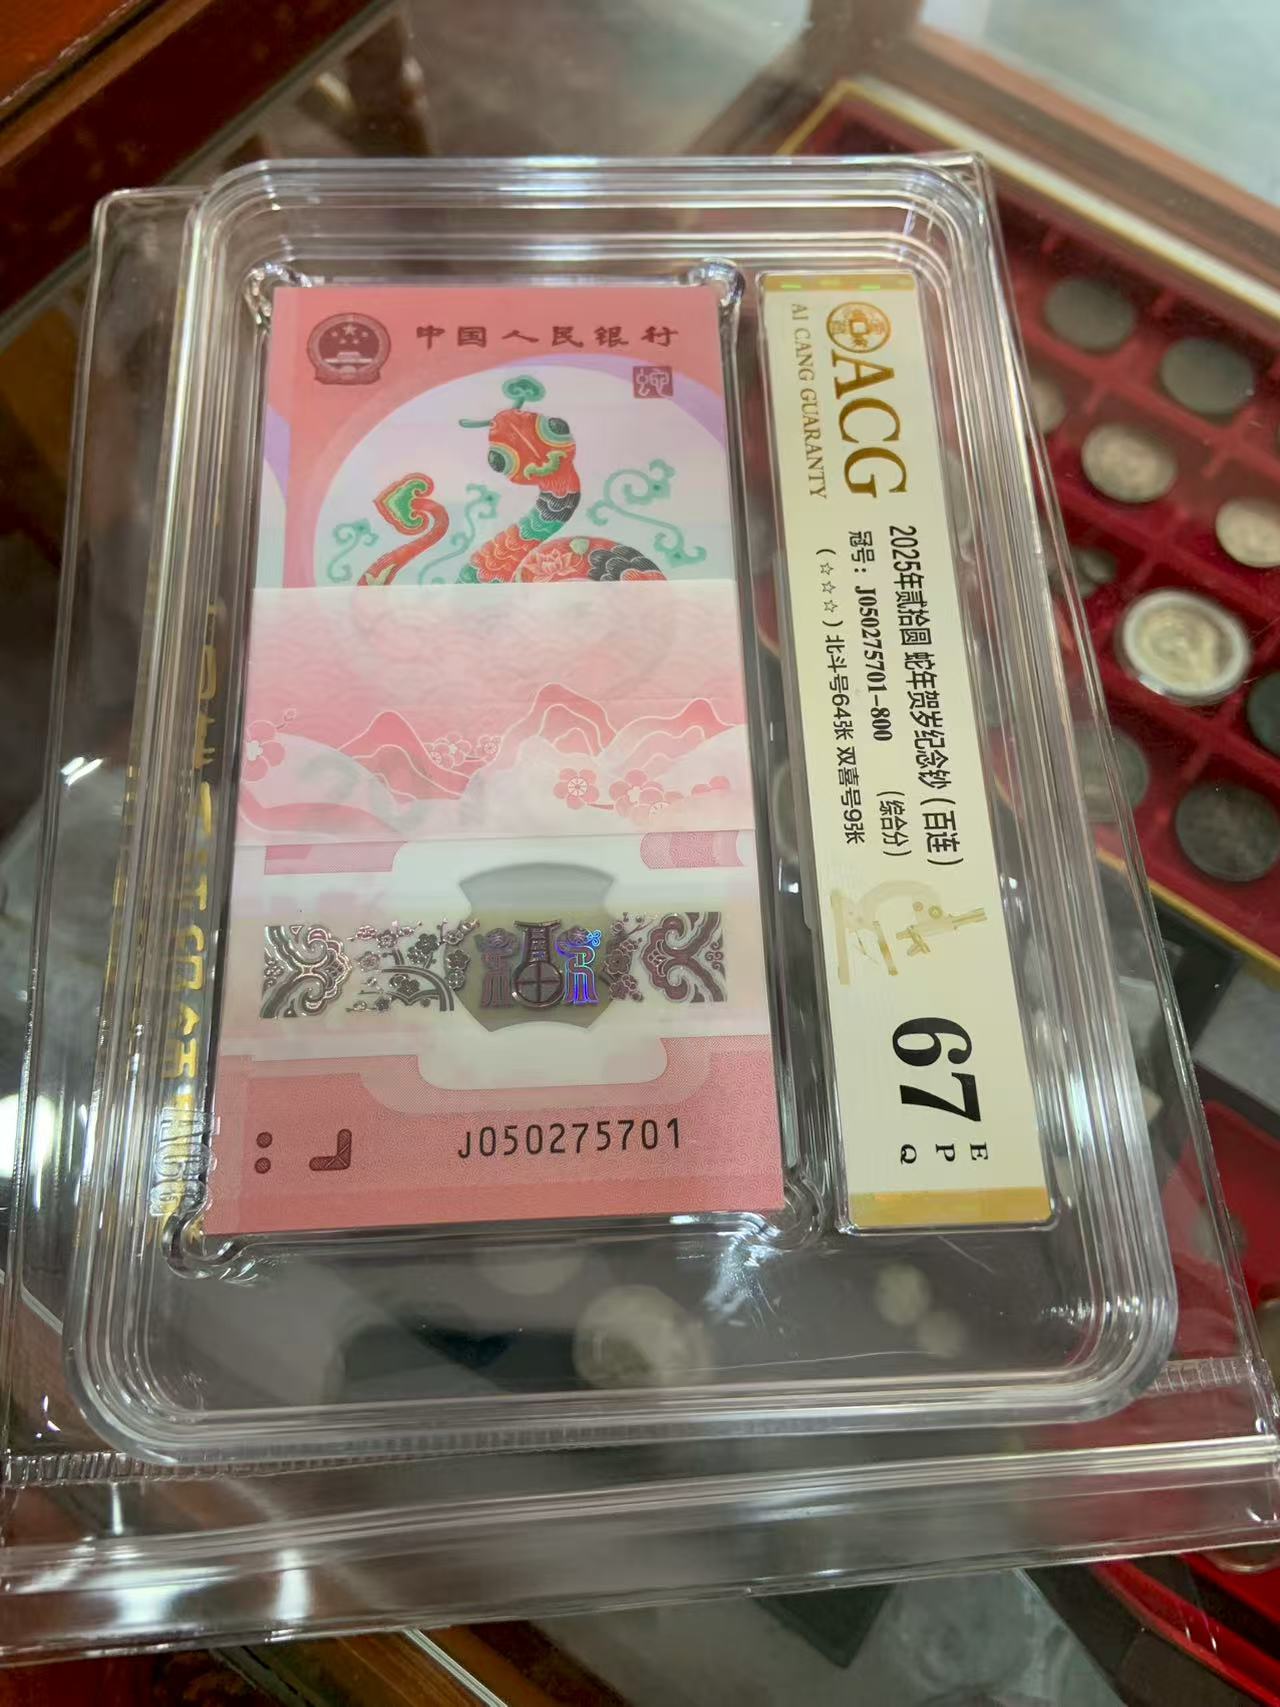 中国人民银行
蛇
J050275701
ACG
AI CANG GUARANTY
2025年贰拾圆 蛇年贺岁纪念钞（百连）
冠号：J050275701-800 （综合分）
（☆☆☆）北斗号64张 双喜号9张
67
E
P
Q